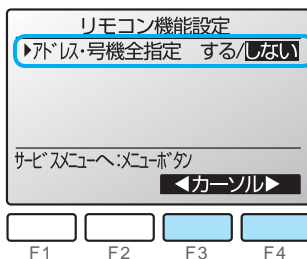 リモコン機能設定
▶アドレス・号機全指定 する/しない
サービスメニューへ:メニューボタン
◀カーソル▶
F1 F2 F3 F4